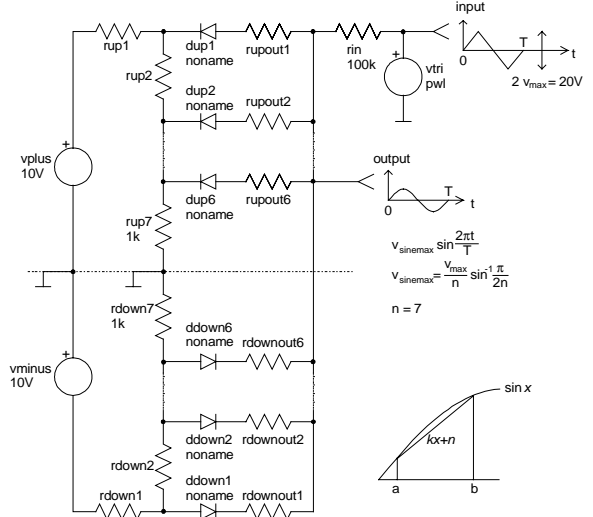 input
rup1
dup1
noname
rupout1
rin
100k
vtri
pwl
0
T
t
2 vmax= 20V
rup2
dup2
noname
rupout2
+
+
vplus
10V
output
dup6
noname
rupout6
T
0
t
rup7
1k
vsinemax sin 2πt/T
vsinemax= vmax/n sin-1 π/2n
n = 7
rdown7
1k
ddown6
noname
rdownout6
+
vminus
10V
ddown2
noname
rdownout2
sin x
kx+n
rdown2
ddown1
noname
rdownout1
rdown1
a
b